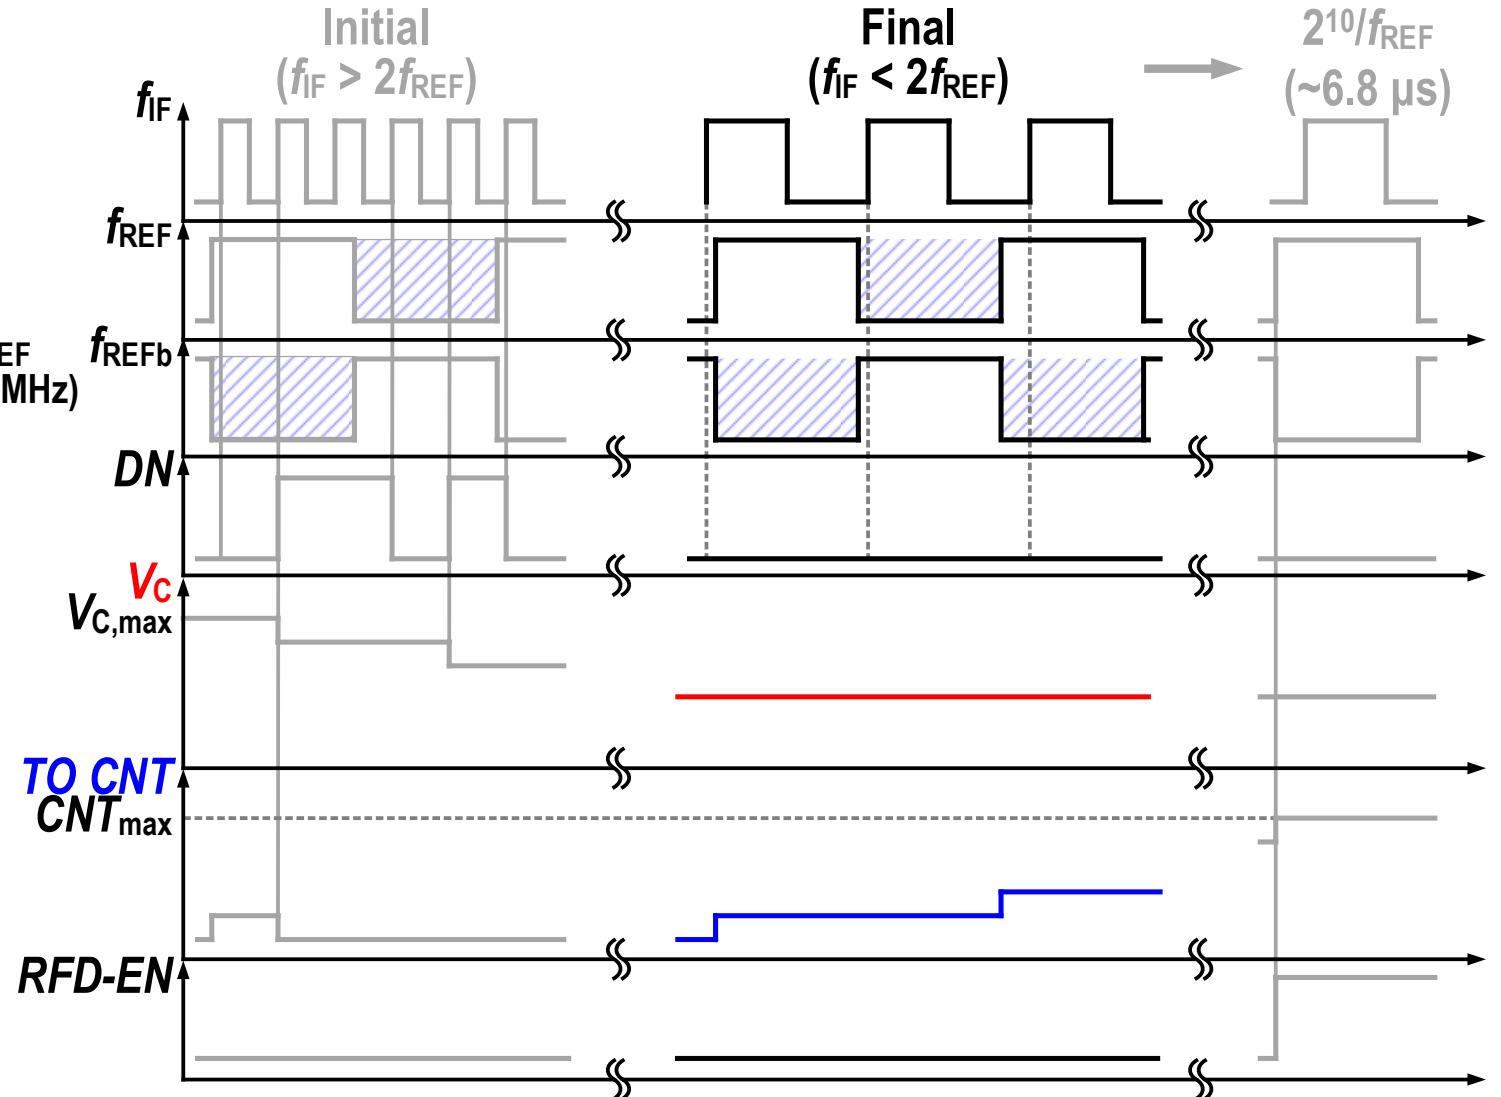 Initial
(fIF > 2fREF)
Final
(fIF < 2fREF)
2¹⁰/fREF
(~6.8 µs)
fIF
fREF
fREFb
EF
MHz)
DN
VC
VC,max
TO CNT
CNTmax
RFD-EN